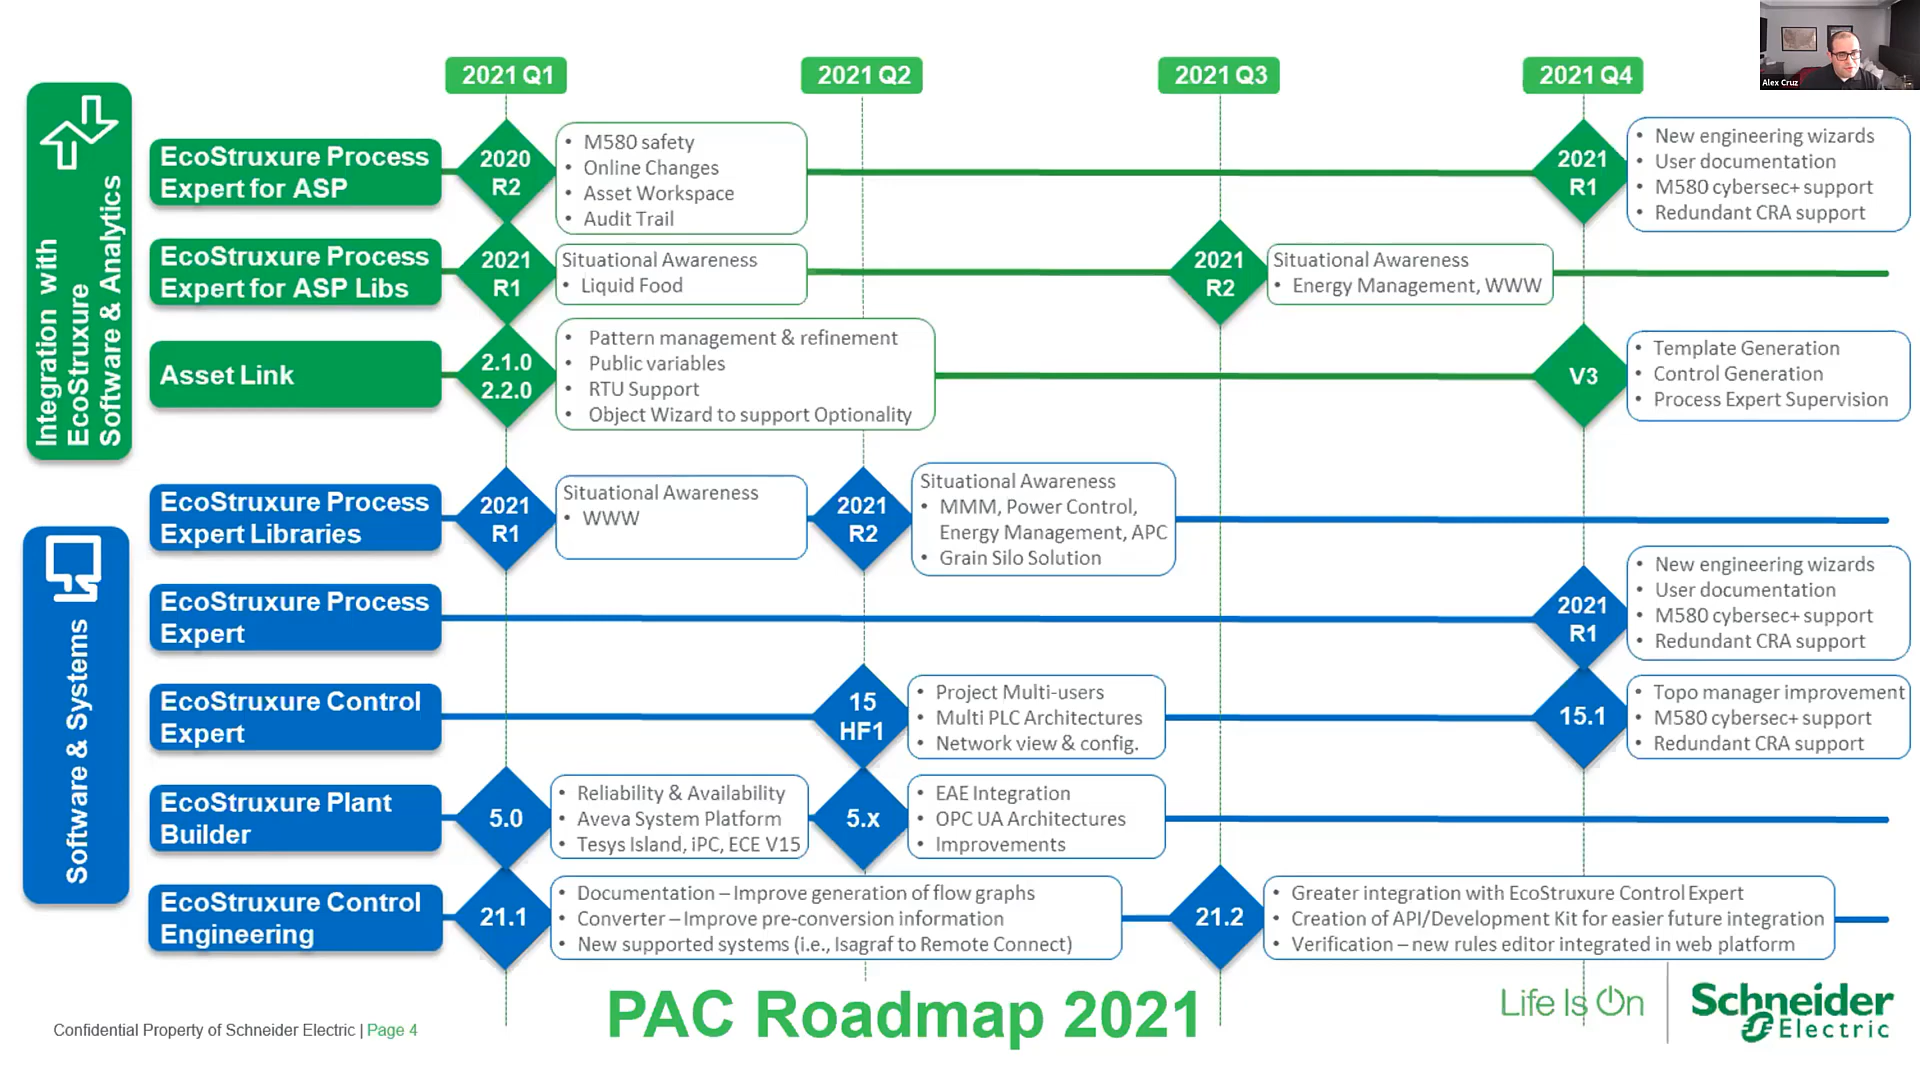 2021 Q1
2021 Q2
2021 Q3
2021 Q4
Alex Cruz
Integration with
EcoStruxure
Software & Analytics
EcoStruxure Process
Expert for ASP
2020
R2
• M580 safety
• Online Changes
• Asset Workspace
• Audit Trail
2021
R1
• New engineering wizards
• User documentation
• M580 cybersec+ support
• Redundant CRA support
EcoStruxure Process
Expert for ASP Libs
2021
R1
Situational Awareness
• Liquid Food
2021
R2
Situational Awareness
• Energy Management, WWW
Asset Link
2.1.0
2.2.0
• Pattern management & refinement
• Public variables
• RTU Support
• Object Wizard to support Optionality
V3
• Template Generation
• Control Generation
• Process Expert Supervision
Software & Systems
EcoStruxure Process
Expert Libraries
2021
R1
Situational Awareness
• WWW
2021
R2
Situational Awareness
• MMM, Power Control,
Energy Management, APC
• Grain Silo Solution
EcoStruxure Process
Expert
2021
R1
• New engineering wizards
• User documentation
• M580 cybersec+ support
• Redundant CRA support
EcoStruxure Control
Expert
15
HF1
• Project Multi-users
• Multi PLC Architectures
• Network view & config.
15.1
• Topo manager improvement
• M580 cybersec+ support
• Redundant CRA support
EcoStruxure Plant
Builder
5.0
• Reliability & Availability
• Aveva System Platform
• Tesys Island, iPC, ECE V15
5.x
• EAE Integration
• OPC UA Architectures
• Improvements
EcoStruxure Control
Engineering
21.1
• Documentation – Improve generation of flow graphs
• Converter – Improve pre-conversion information
• New supported systems (i.e., Isagraf to Remote Connect)
21.2
• Greater integration with EcoStruxure Control Expert
• Creation of API/Development Kit for easier future integration
• Verification – new rules editor integrated in web platform
Confidential Property of Schneider Electric | Page 4
PAC Roadmap 2021
Life Is On
Schneider
Electric